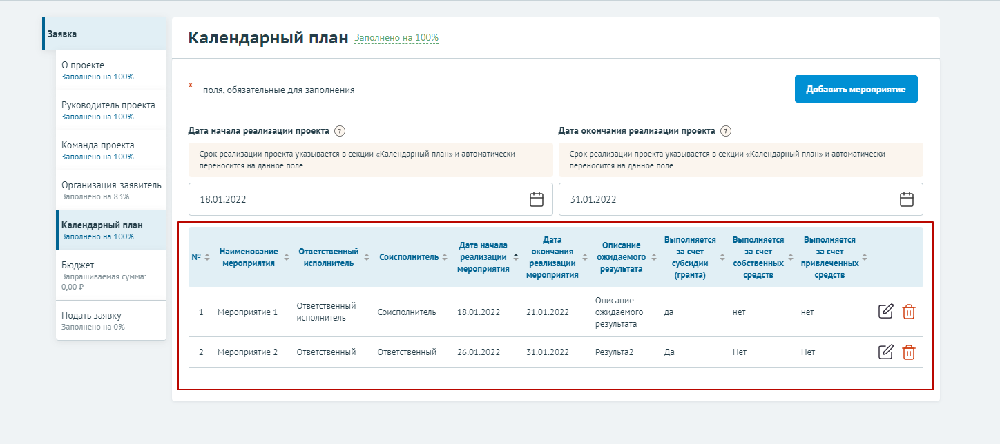 Заявка
О проекте
Заполнено на 100%
Руководитель проекта
Заполнено на 100%
Команда проекта
Заполнено на 100%
Организация-заявитель
Заполнено на 83%
Календарный план
Заполнено на 100%
Бюджет
Запрашиваемая сумма:
0,00 ₽
Подать заявку
Заполнено на 0%
Календарный план Заполнено на 100%
* – поля, обязательные для заполнения
Добавить мероприятие
Дата начала реализации проекта ?
Срок реализации проекта указывается в секции «Календарный план» и автоматически
переносится на данное поле.
18.01.2022
Дата окончания реализации проекта ?
Срок реализации проекта указывается в секции «Календарный план» и автоматически
переносится на данное поле.
31.01.2022
№
Наименование
мероприятия
Ответственный
исполнитель
Соисполнитель
Дата начала
реализации
мероприятия
Дата
окончания
реализации
мероприятия
Описание
ожидаемого
результата
Выполняется
за счет
субсидии
(гранта)
Выполняется
за счет
собственных
средств
Выполняется
за счет
привлеченных
средств
1
Мероприятие 1
Ответственный
исполнитель
Соисполнитель
18.01.2022
21.01.2022
Описание
ожидаемого
результата
да
нет
нет
2
Мероприятие 2
Ответственный
Ответственный
26.01.2022
31.01.2022
Результа2
Да
Нет
Нет